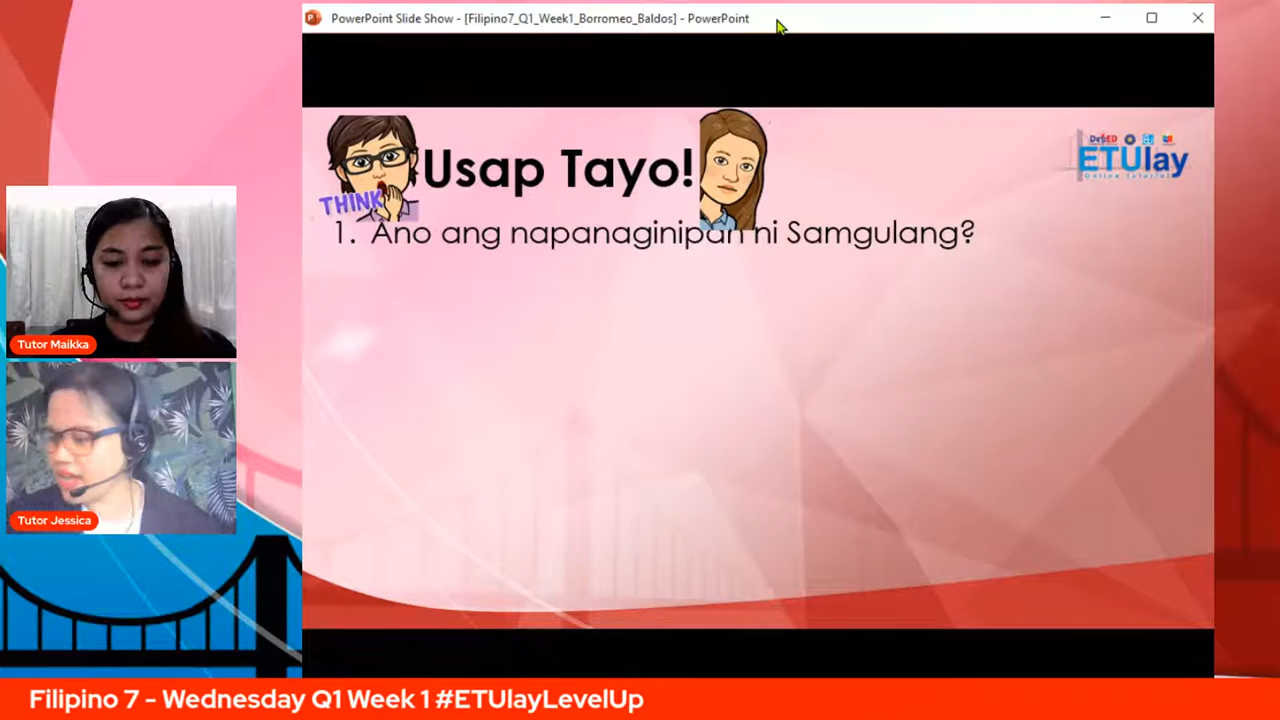 PowerPoint Slide Show - [Filipino7_Q1_Week1_Borromeo_Baldos] - PowerPoint
THINK
Usap Tayo!
DepED
ETUlay
Online Tutorial
1. Ano ang napanaginipan ni Samgulang?
Tutor Maikka
Tutor Jessica
Filipino 7 - Wednesday Q1 Week 1 #ETUlayLevelUp